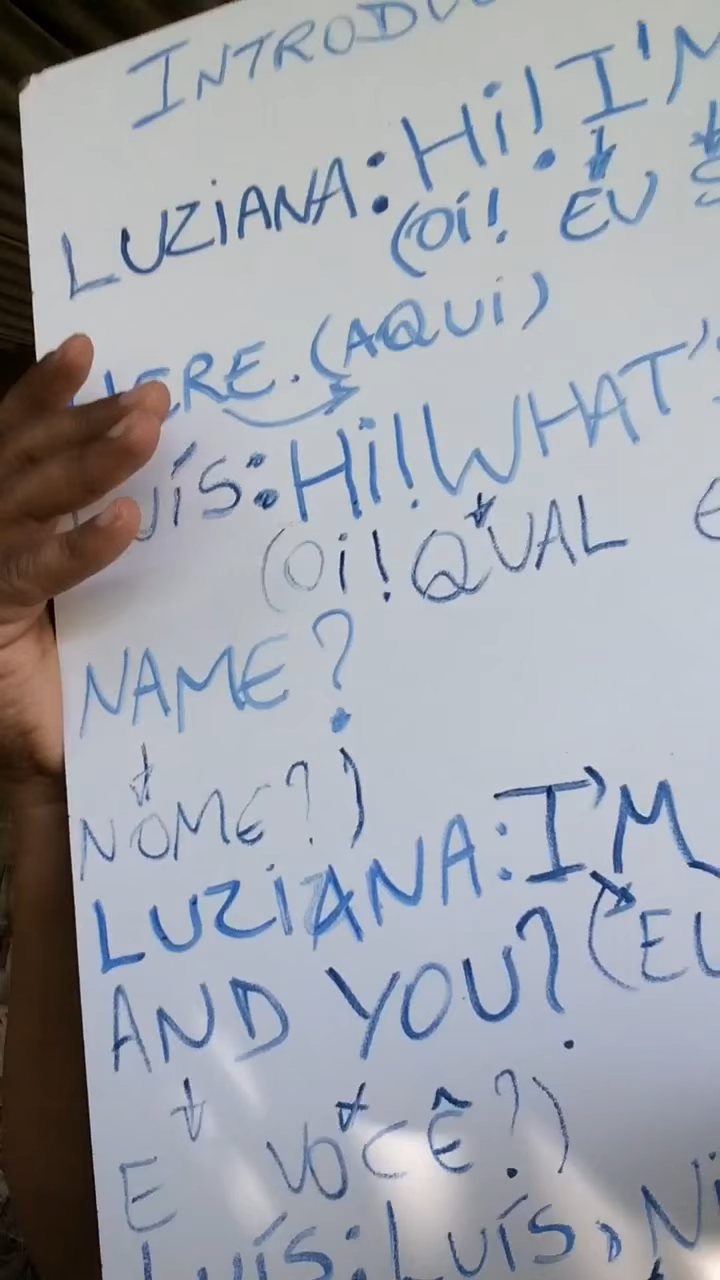 LUZIANA: Hi! I'M
(Oi! EU
HERE. (AQUi)
LUÍS: Hi! WHAT'
(Oi! QUAL
NAME?
NOME?)
LUZiANA: I'M
AND YOU? (EU
E VOCÊ?)
LUÍS: LUÍS, Ni